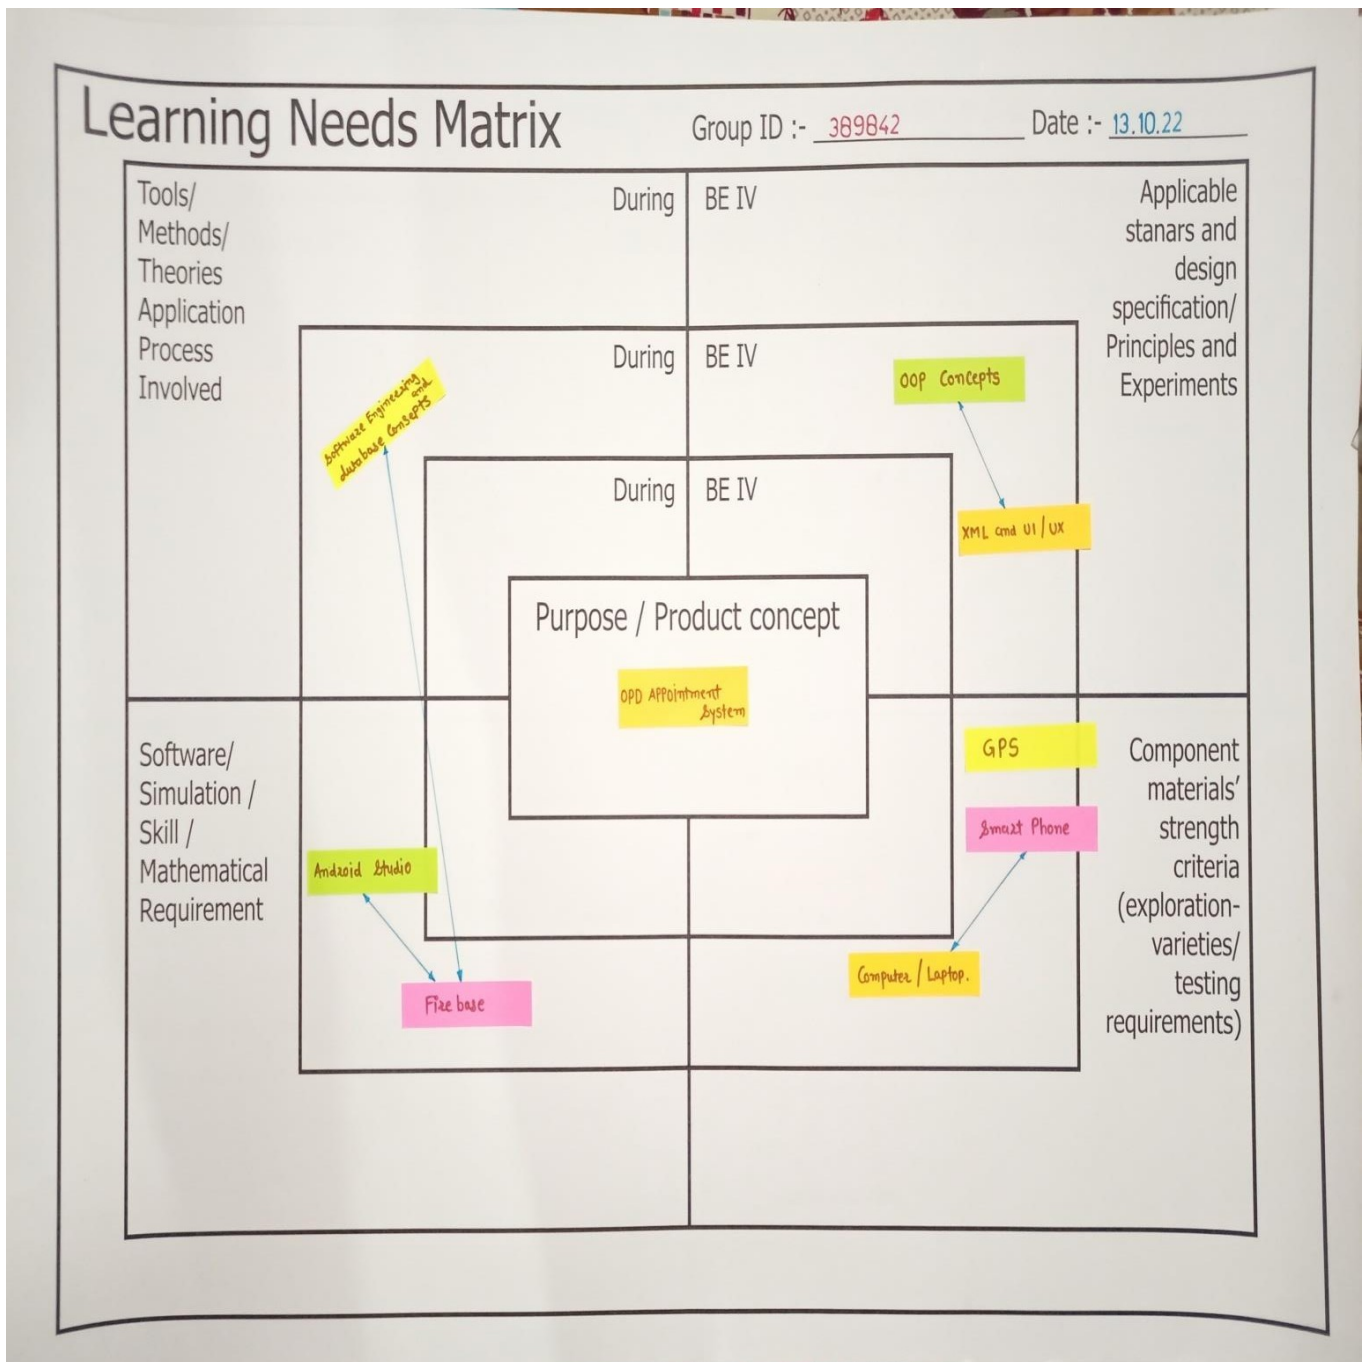 Learning Needs Matrix
Group ID :- 389842
Date :- 13.10.22
Tools/
Methods/
Theories
Application
Process
Involved
During
BE IV
Applicable
stanars and
design
specification/
Principles and
Experiments
During
BE IV
Software Engineering
and
database Consepts
OOP Concepts
During
BE IV
XML and UI/UX
Purpose / Product concept
OPD Appointment
System
Software/
Simulation /
Skill /
Mathematical
Requirement
GPS
Smart Phone
Component
materials'
strength
criteria
(exploration-
varieties/
testing
requirements)
Android Studio
Computer / Laptop.
Fire base